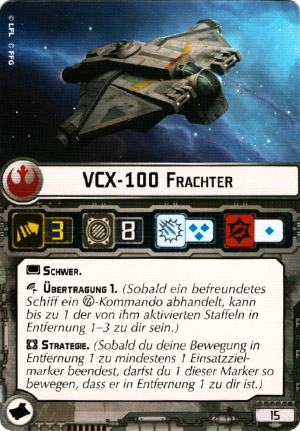 © LFL © FFG
VCX-100 Frachter
3 8
Schwer.
Übertragung 1. (Sobald ein befreundetes
Schiff ein -Kommando abhandelt, kann
bis zu 1 der von ihm aktivierten Staffeln in
Entfernung 1–3 zu dir sein.)
Strategie. (Sobald du deine Bewegung in
Entfernung 1 zu mindestens 1 Einsatzziel-
marker beendest, darfst du 1 dieser Marker so
bewegen, dass er in Entfernung 1 zu dir ist.)
15